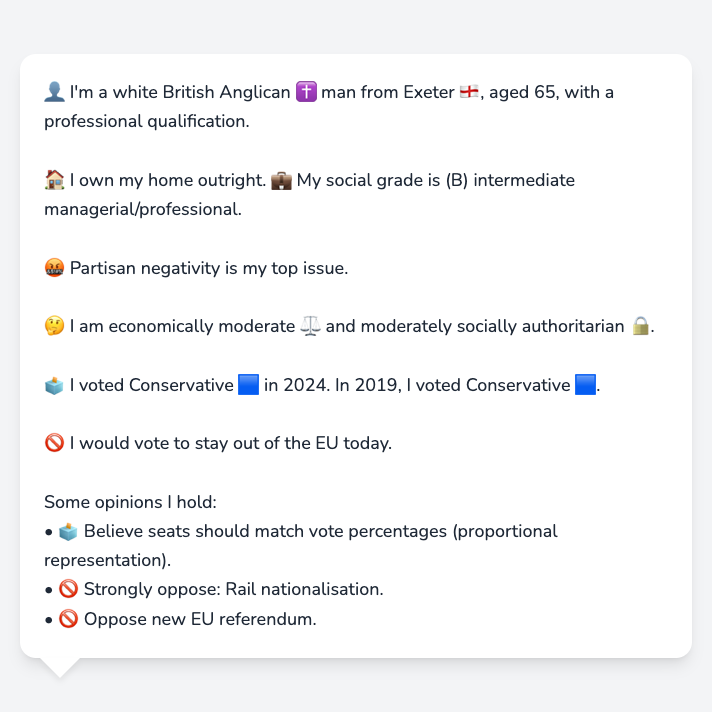 👤 I'm a white British Anglican ✝️ man from Exeter 🏴󠁧󠁢󠁥󠁮󠁧󠁿, aged 65, with a
professional qualification.
🏠 I own my home outright. 💼 My social grade is (B) intermediate
managerial/professional.
🤬 Partisan negativity is my top issue.
🤔 I am economically moderate ⚖️ and moderately socially authoritarian 🔒.
🗳️ I voted Conservative 🟦 in 2024. In 2019, I voted Conservative 🟦.
🚫 I would vote to stay out of the EU today.
Some opinions I hold:
• 🗳️ Believe seats should match vote percentages (proportional
representation).
• 🚫 Strongly oppose: Rail nationalisation.
• 🚫 Oppose new EU referendum.